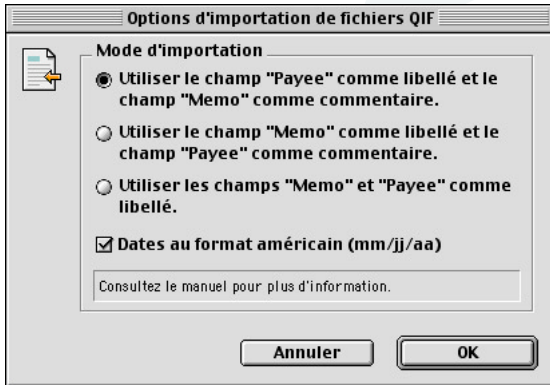 Options d'importation de fichiers QIF
Mode d'importation
Utiliser le champ "Payee" comme libellé et le
champ "Memo" comme commentaire.
Utiliser le champ "Memo" comme libellé et le
champ "Payee" comme commentaire.
Utiliser les champs "Memo" et "Payee" comme
libellé.
Dates au format américain (mm/jj/aa)
Consultez le manuel pour plus d'information.
Annuler OK